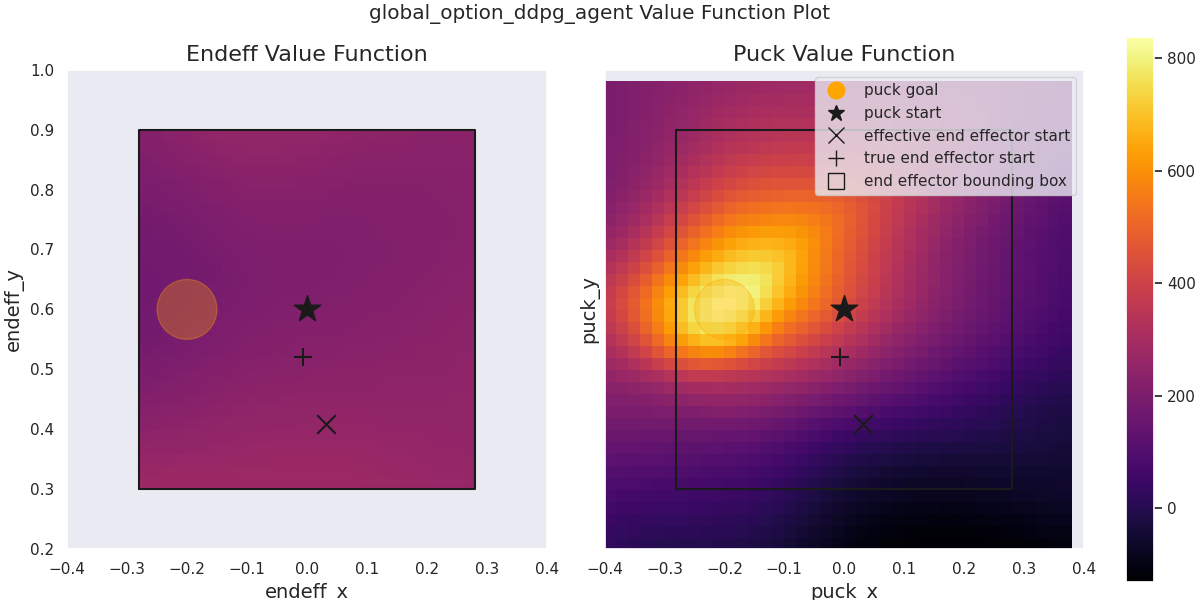 global_option_ddpg_agent Value Function Plot
Endeff Value Function
1.0
0.9
0.8
0.7
0.6
0.5
0.4
0.3
0.2
endeff_y
−0.4 −0.3 −0.2 −0.1 0.0 0.1 0.2 0.3 0.4
endeff_x
Puck Value Function
puck goal
puck start
effective end effector start
true end effector start
end effector bounding box
puck_y
−0.4 −0.3 −0.2 −0.1 0.0 0.1 0.2 0.3 0.4
puck_x
800
600
400
200
0